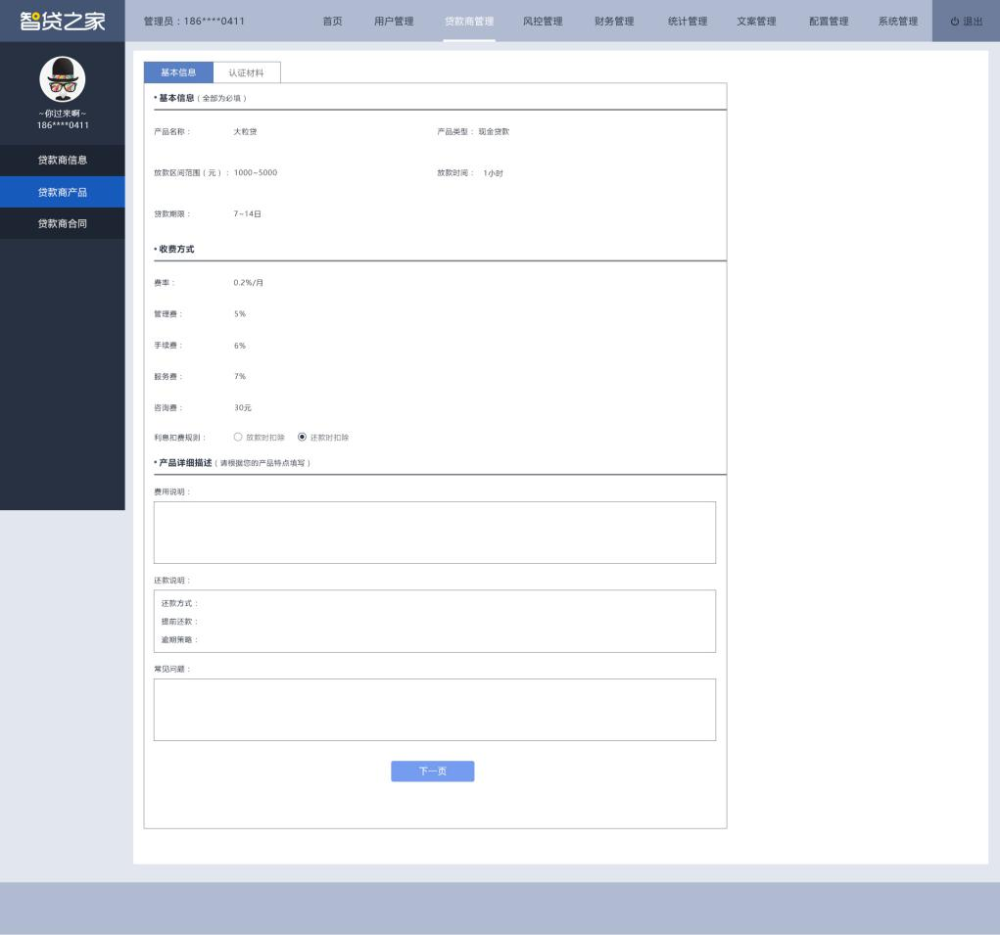 智贷之家
管理员：186****0411 首页 用户管理 贷款商管理 风控管理 财务管理 统计管理 文案管理 配置管理 系统管理 退出
~你过来啊~
186****0411
贷款商信息
贷款商产品
贷款商合同
基本信息 认证材料
•基本信息（全部为必填）
产品名称： 大粒贷 产品类型： 现金贷款
放款区间范围（元）： 1000~5000 放款时间： 1小时
贷款期限： 7~14日
•收费方式
费率： 0.2%/月
管理费： 5%
手续费： 6%
服务费： 7%
咨询费： 30元
利息扣费规则： 放款时扣除 还款时扣除
•产品详细描述（请根据您的产品特点填写）
费用说明：
还款说明：
还款方式：
提前还款：
逾期策略：
常见问题：
下一页